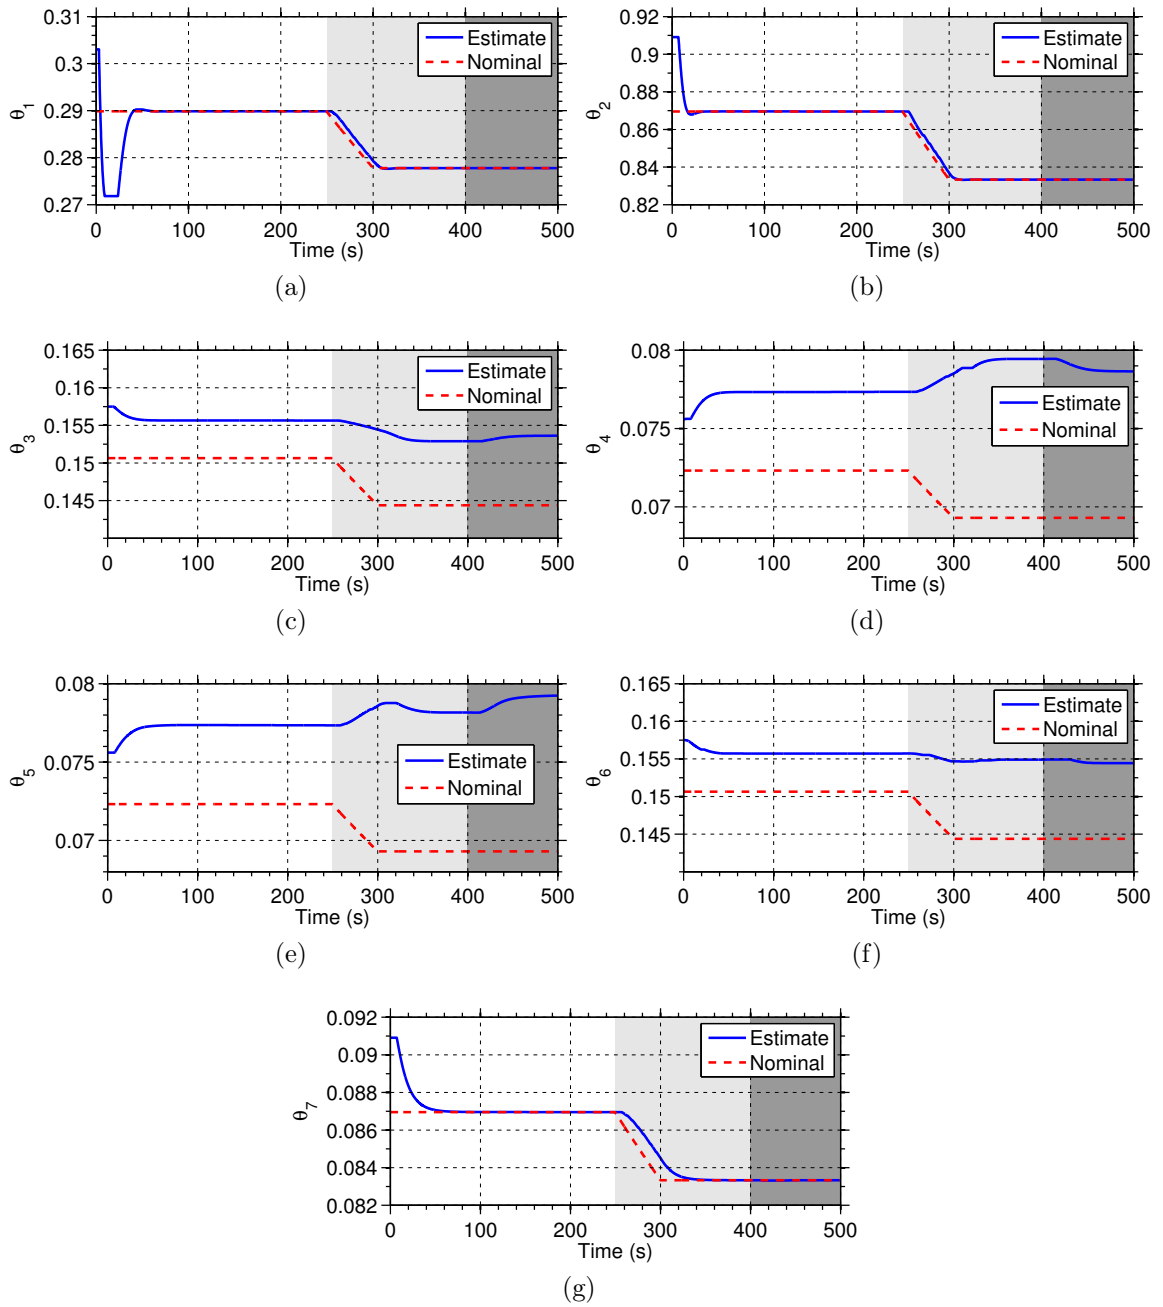 0.31
0.3
0.29
0.28
0.27
θ1
0 100 200 300 400 500
Time (s)
Estimate
Nominal
(a)
0.92
0.9
0.88
0.86
0.84
0.82
θ2
0 100 200 300 400 500
Time (s)
Estimate
Nominal
(b)
0.165
0.16
0.155
0.15
0.145
θ3
0 100 200 300 400 500
Time (s)
Estimate
Nominal
(c)
0.08
0.075
0.07
θ4
0 100 200 300 400 500
Time (s)
Estimate
Nominal
(d)
0.08
0.075
0.07
θ5
0 100 200 300 400 500
Time (s)
Estimate
Nominal
(e)
0.165
0.16
0.155
0.15
0.145
θ6
0 100 200 300 400 500
Time (s)
Estimate
Nominal
(f)
0.092
0.09
0.088
0.086
0.084
0.082
θ7
0 100 200 300 400 500
Time (s)
Estimate
Nominal
(g)